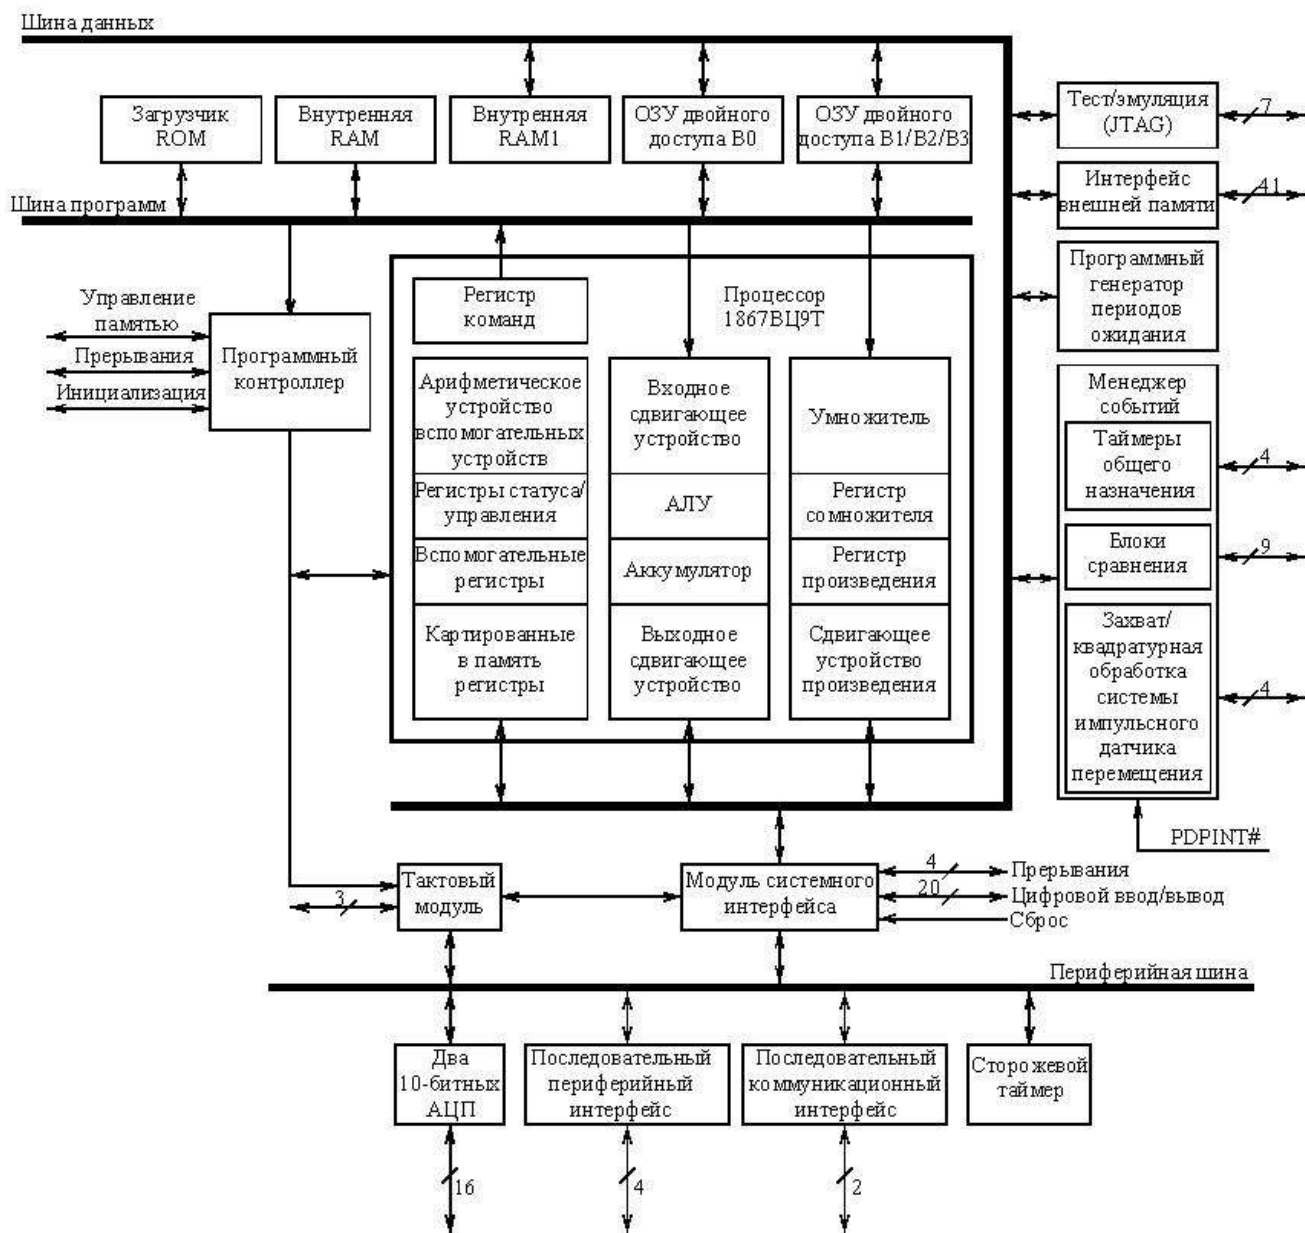 Шина данных
Загрузчик
ROM
Внутренняя
RAM
Внутренняя
RAM1
ОЗУ двойного
доступа B0
ОЗУ двойного
доступа B1/B2/B3
Тест/эмуляция
(JTAG)
7
Интерфейс
внешней памяти
41
Шина программ
Программный
генератор
периодов
ожидания
Регистр
команд
Процессор
1867ВЦ9Т
Управление
памятью
Прерывания
Инициализация
Программный
контроллер
Арифметическое
устройство
вспомогательных
устройств
Регистры статуса/
управления
Вспомогательные
регистры
Картированные
в память
регистры
Входное
сдвигающее
устройство
АЛУ
Аккумулятор
Выходное
сдвигающее
устройство
Умножитель
Регистр
сомножителя
Регистр
произведения
Сдвигающее
устройство
произведения
Менеджер
событий
Таймеры
общего
назначения
4
Блоки
сравнения
9
Захват/
квадратурная
обработка
системы
импульсного
датчика
перемещения
4
PDPINT#
Тактовый
модуль
3
Модуль системного
интерфейса
4
Прерывания
20
Цифровой ввод/вывод
Сброс
Периферийная шина
Два
10-битных
АЦП
Последовательный
периферийный
интерфейс
Последовательный
коммуникационный
интерфейс
Сторожевой
таймер
16
4
2